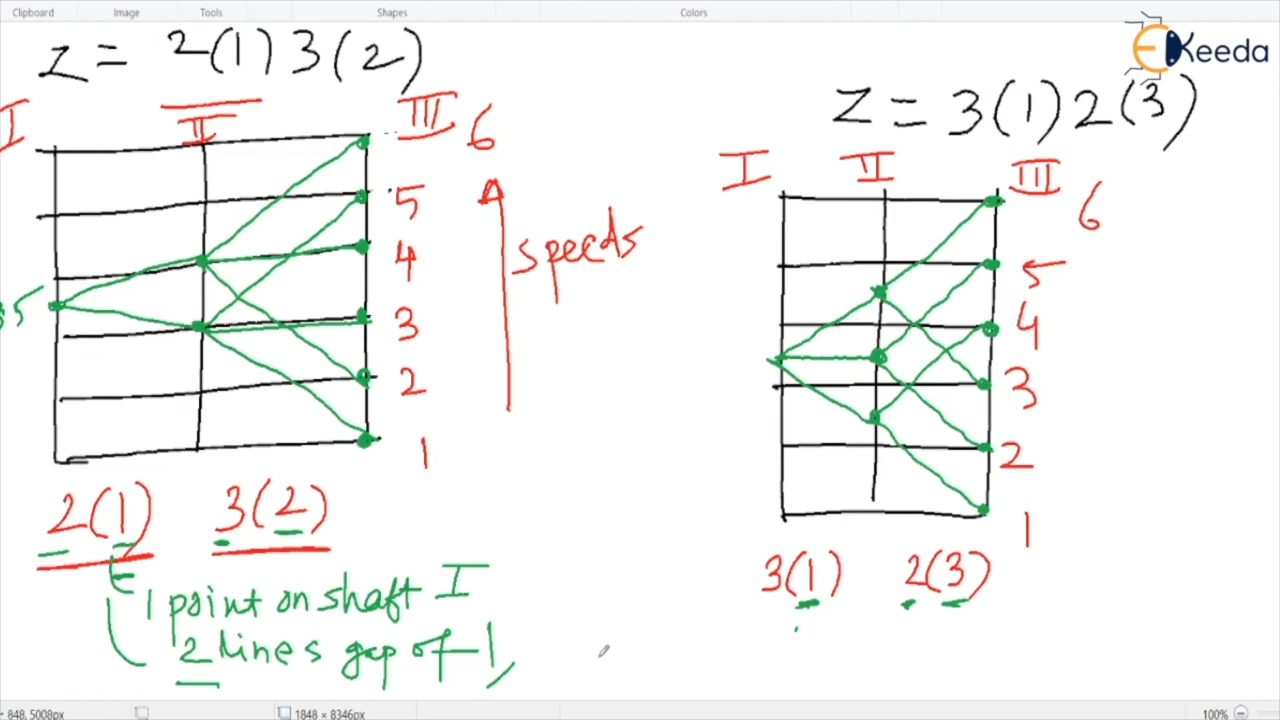 Clipboard
Image
Tools
Shapes
Colors
Keeda
Z = 2(1) 3(2)
I II III
6
5
4
3
2
1
speeds
2(1) 3(2)
1 point on shaft I
2 lines gap of 1,
Z = 3(1) 2(3)
I II III
6
5
4
3
2
1
3(1) 2(3)
848, 5008px
1848 × 8346px
100%